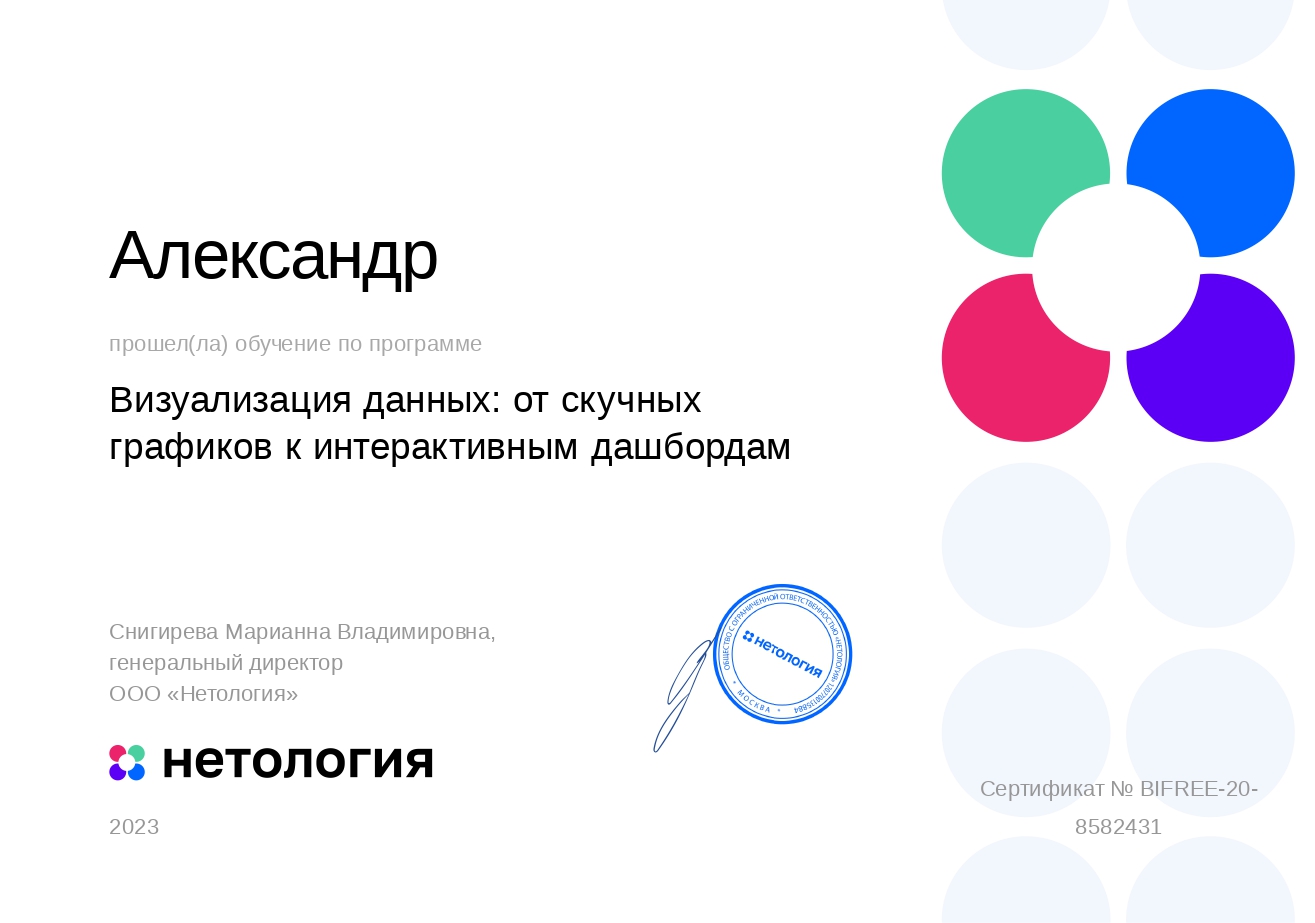 Александр
прошел(ла) обучение по программе
Визуализация данных: от скучных
графиков к интерактивным дашбордам
Снигирева Марианна Владимировна,
генеральный директор
ООО «Нетология»
нетология
2023
ОБЩЕСТВО С ОГРАНИЧЕННОЙ ОТВЕТСТВЕННОСТЬЮ «НЕТОЛОГИЯ»
* МОСКВА *
нетология
Сертификат № BIFREE-20-
8582431